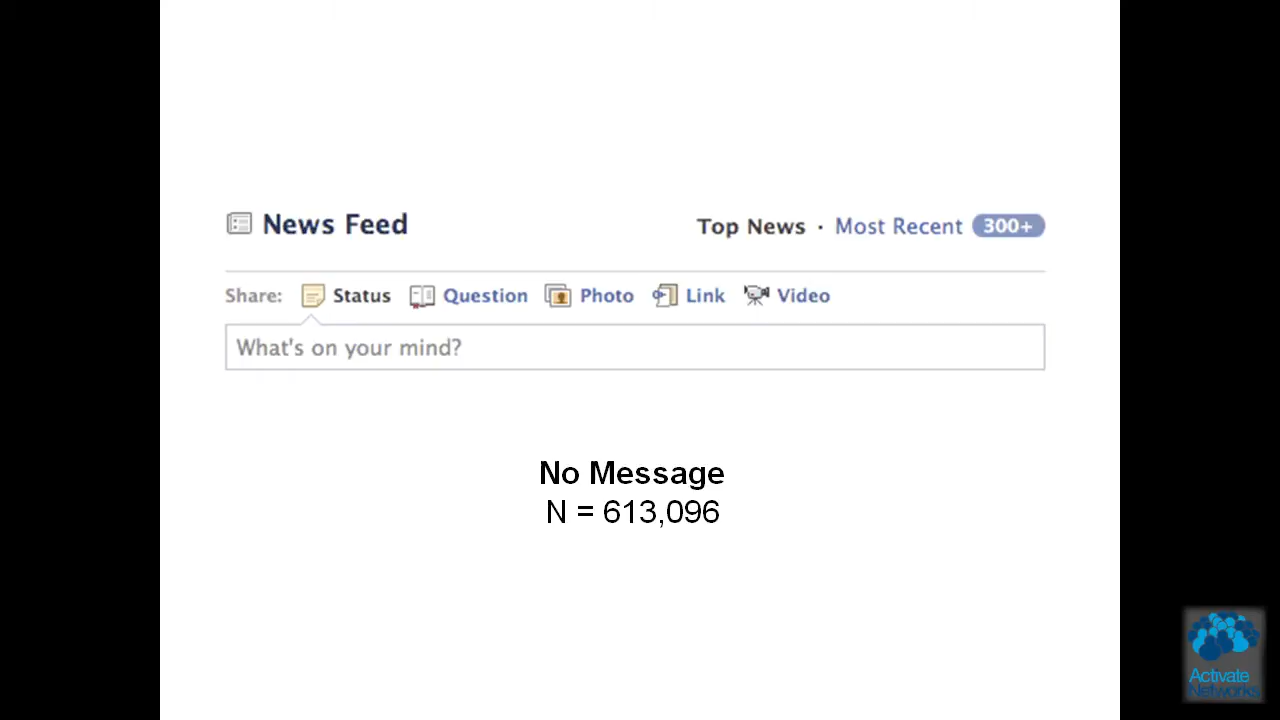 News Feed
Top News · Most Recent 300+
Share: Status Question Photo Link Video
What's on your mind?
No Message
N = 613,096
Activate
Networks